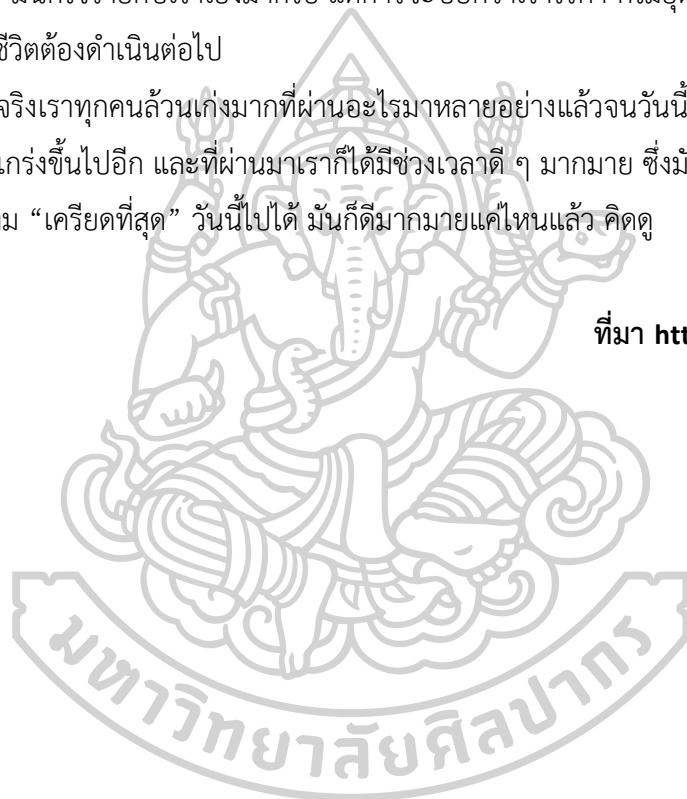 ชีวิตต้องดำเนินต่อไป
จริงเราทุกคนล้วนเก่งมากที่ผ่านอะไรมาหลายอย่างแล้วจนวันนี้
แกร่งขึ้นไปอีก และที่ผ่านมาเราก็ได้มีช่วงเวลาดี ๆ มากมาย ซึ่งมั
“เครียดที่สุด” วันนี้ไปได้ มันก็ดีมากมายแค่ไหนแล้ว คิดดู
ที่มา htt
มหาวิทยาลัยศิลปากร